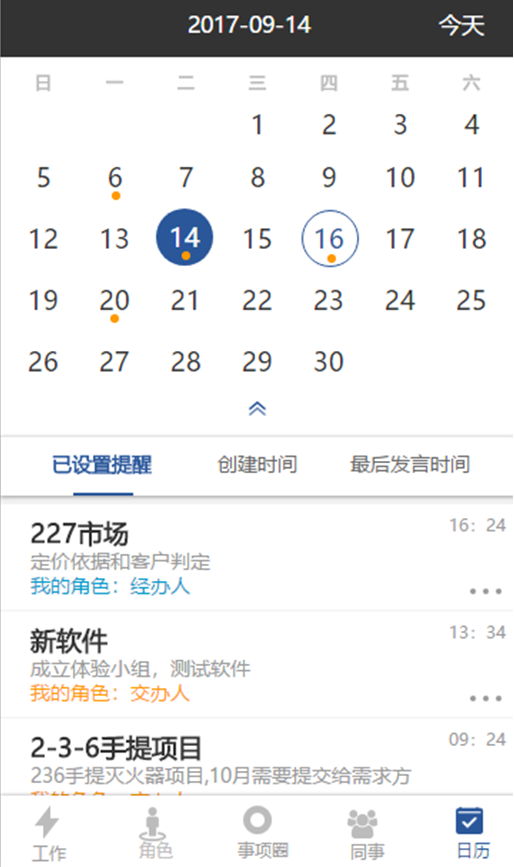 2017-09-14 今天
日 一 二 三 四 五 六
1 2 3 4
5 6 7 8 9 10 11
12 13 14 15 16 17 18
19 20 21 22 23 24 25
26 27 28 29 30
已设置提醒 创建时间 最后发言时间
227市场 16：24
定价依据和客户判定
我的角色：经办人
新软件 13：34
成立体验小组，测试软件
我的角色：交办人
2-3-6手提项目 09：24
236手提灭火器项目,10月需要提交给需求方
工作 角色 事项圈 同事 日历